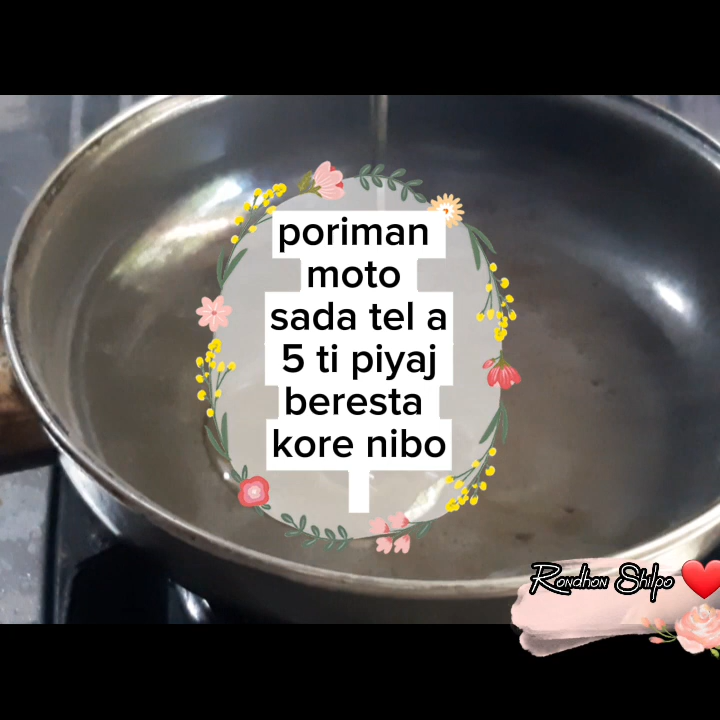 poriman
moto
sada tel a
5 ti piyaj
beresta
kore nibo
Rondhon Shilpo